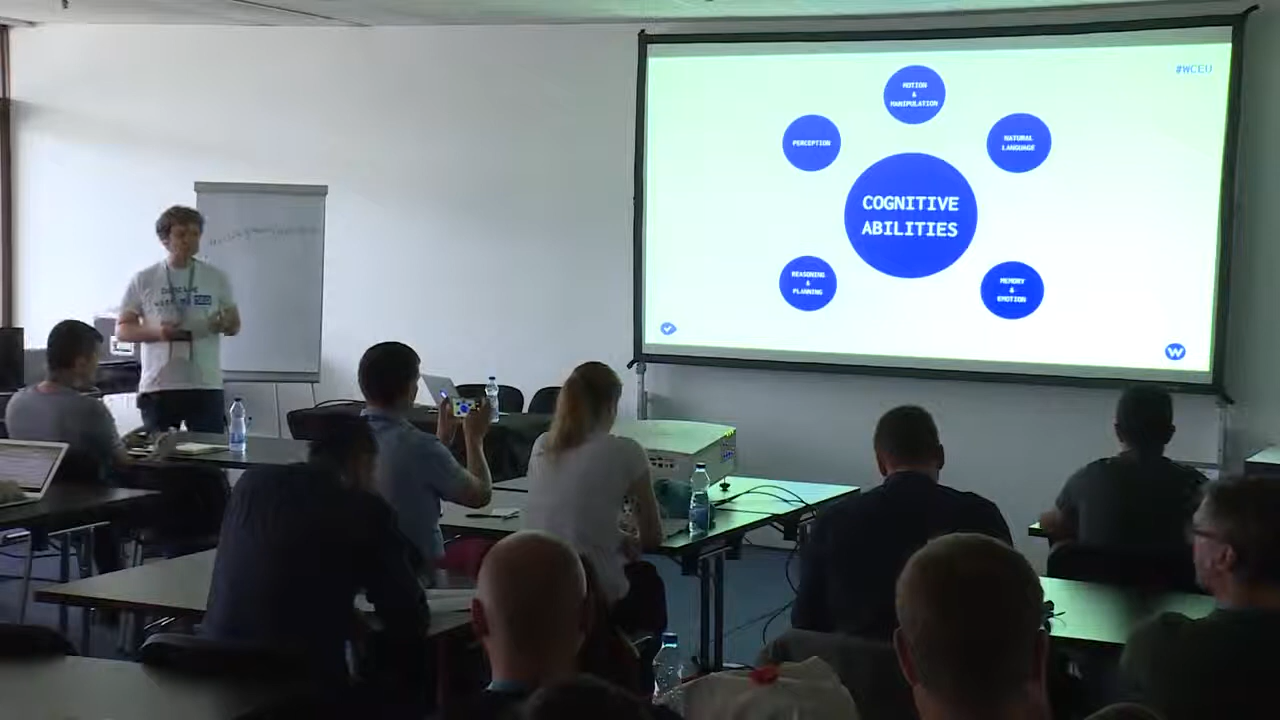 #WCEU
MOTION
&
MANIPULATION
PERCEPTION
NATURAL
LANGUAGE
COGNITIVE
ABILITIES
REASONING
&
PLANNING
MEMORY
&
EMOTION
W